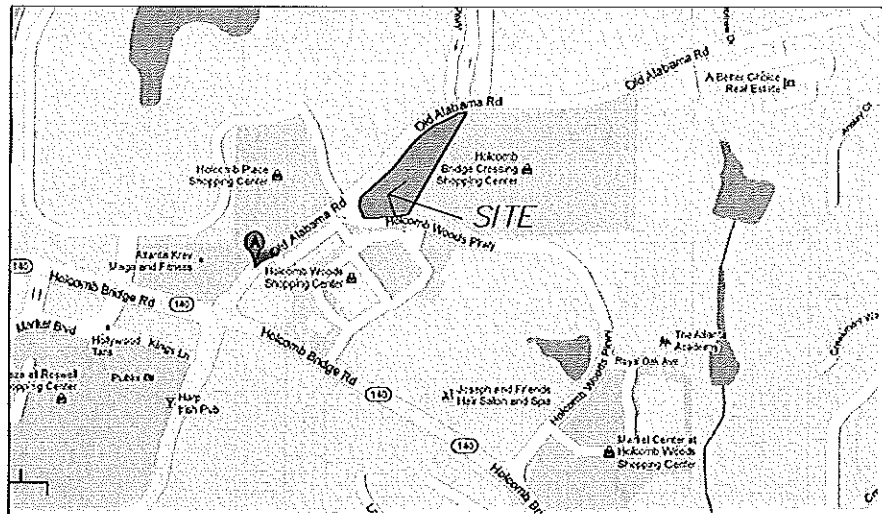 Old Alabama Rd
A Better Choice
Real Estate
Old Alabama Rd
Holcomb Place
Shopping Center
Holcomb
Bridge Crossing
Shopping Center
SITE
Old Alabama Rd
Holcomb Woods Pkwy
A
Atlanta Krav
Maga and Fitness
140
Holcomb Bridge Rd
140
Holcomb Woods
Shopping Center
Market Blvd
Hollywood
Tans
Kings Ln
Holcomb Bridge Rd
The Atlanta
Academy
Royal Oak Ave
Holcomb Woods Pkwy
at Roswell
Shopping Center
Publix
Harp
Irish Pub
140
Joseph and Friends
Hair Salon and Spa
140
Market Center at
Holcomb Woods
Shopping Center